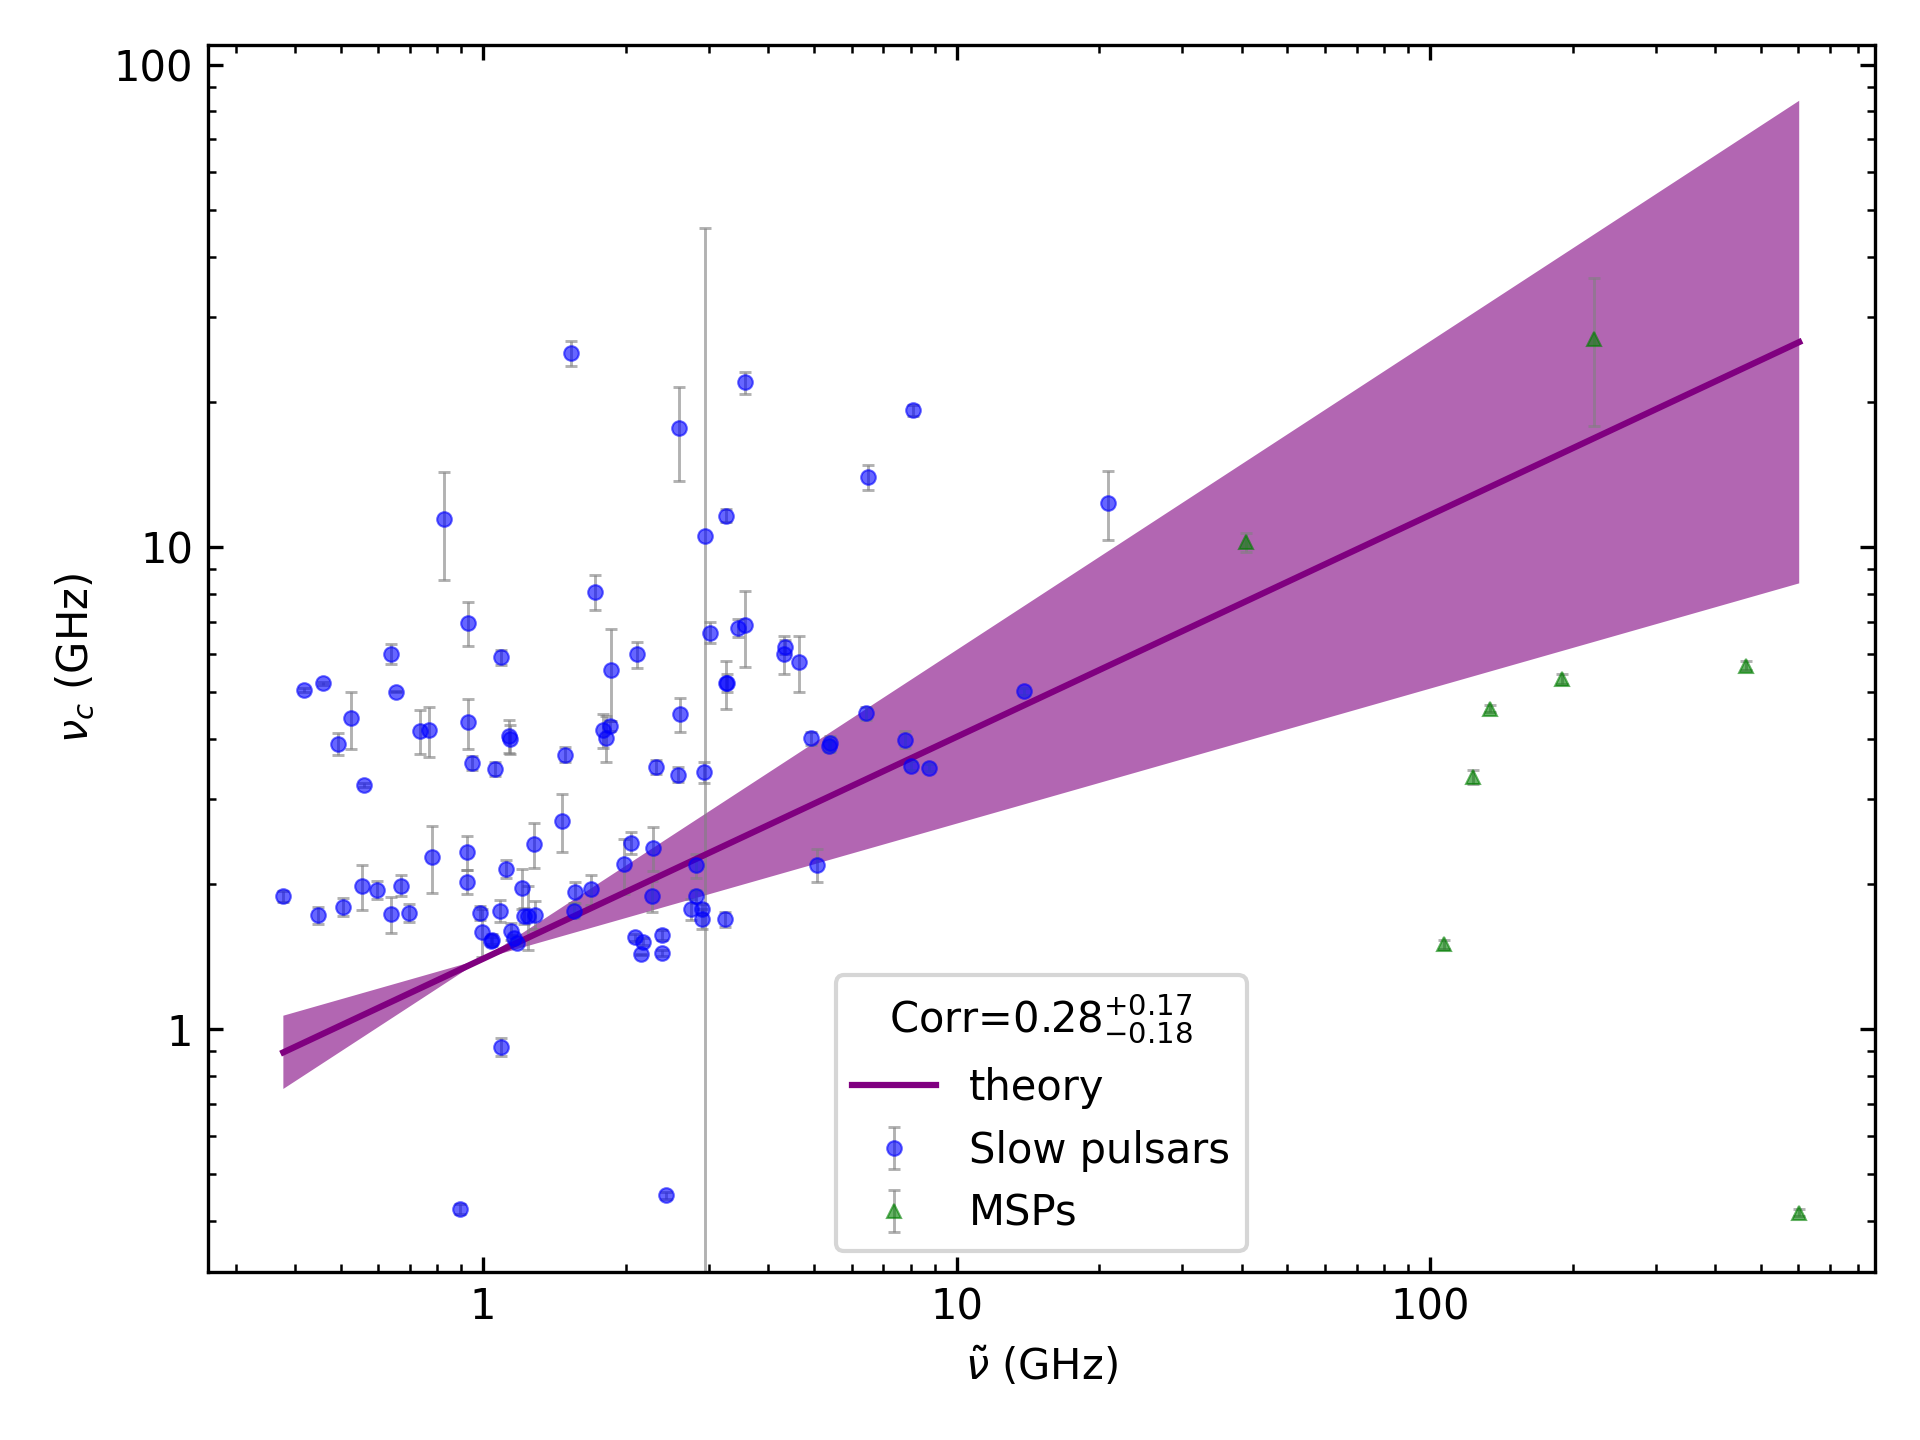 100
10
1
ν_c (GHz)
Corr=0.28^{+0.17}_{−0.18}
theory
Slow pulsars
MSPs
1
10
100
ν̃ (GHz)